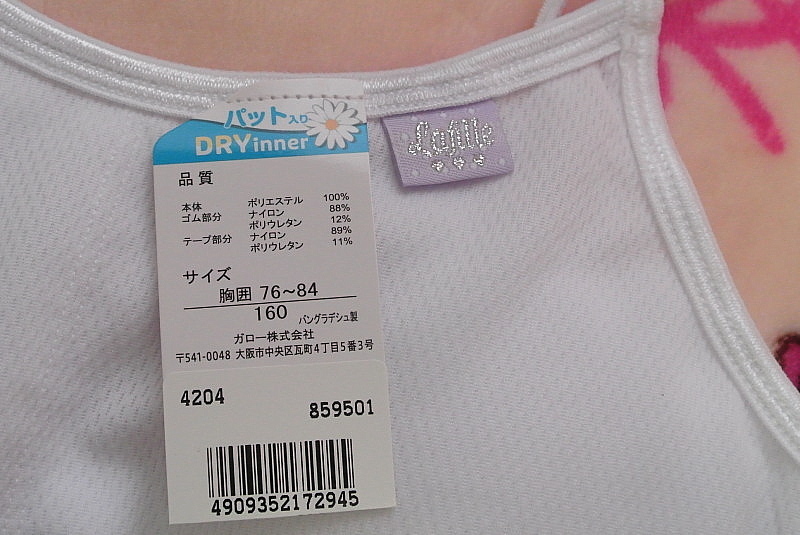 パット入り
DRYinner
Lafille
品質
本体 ポリエステル 100%
ゴム部分 ナイロン 88%
ポリウレタン 12%
テープ部分 ナイロン 89%
ポリウレタン 11%
サイズ
胸囲 76~84
160
バングラデシュ製
ガロー株式会社
〒541-0048 大阪市中央区瓦町4丁目5番3号
4204
859501
4909352172945